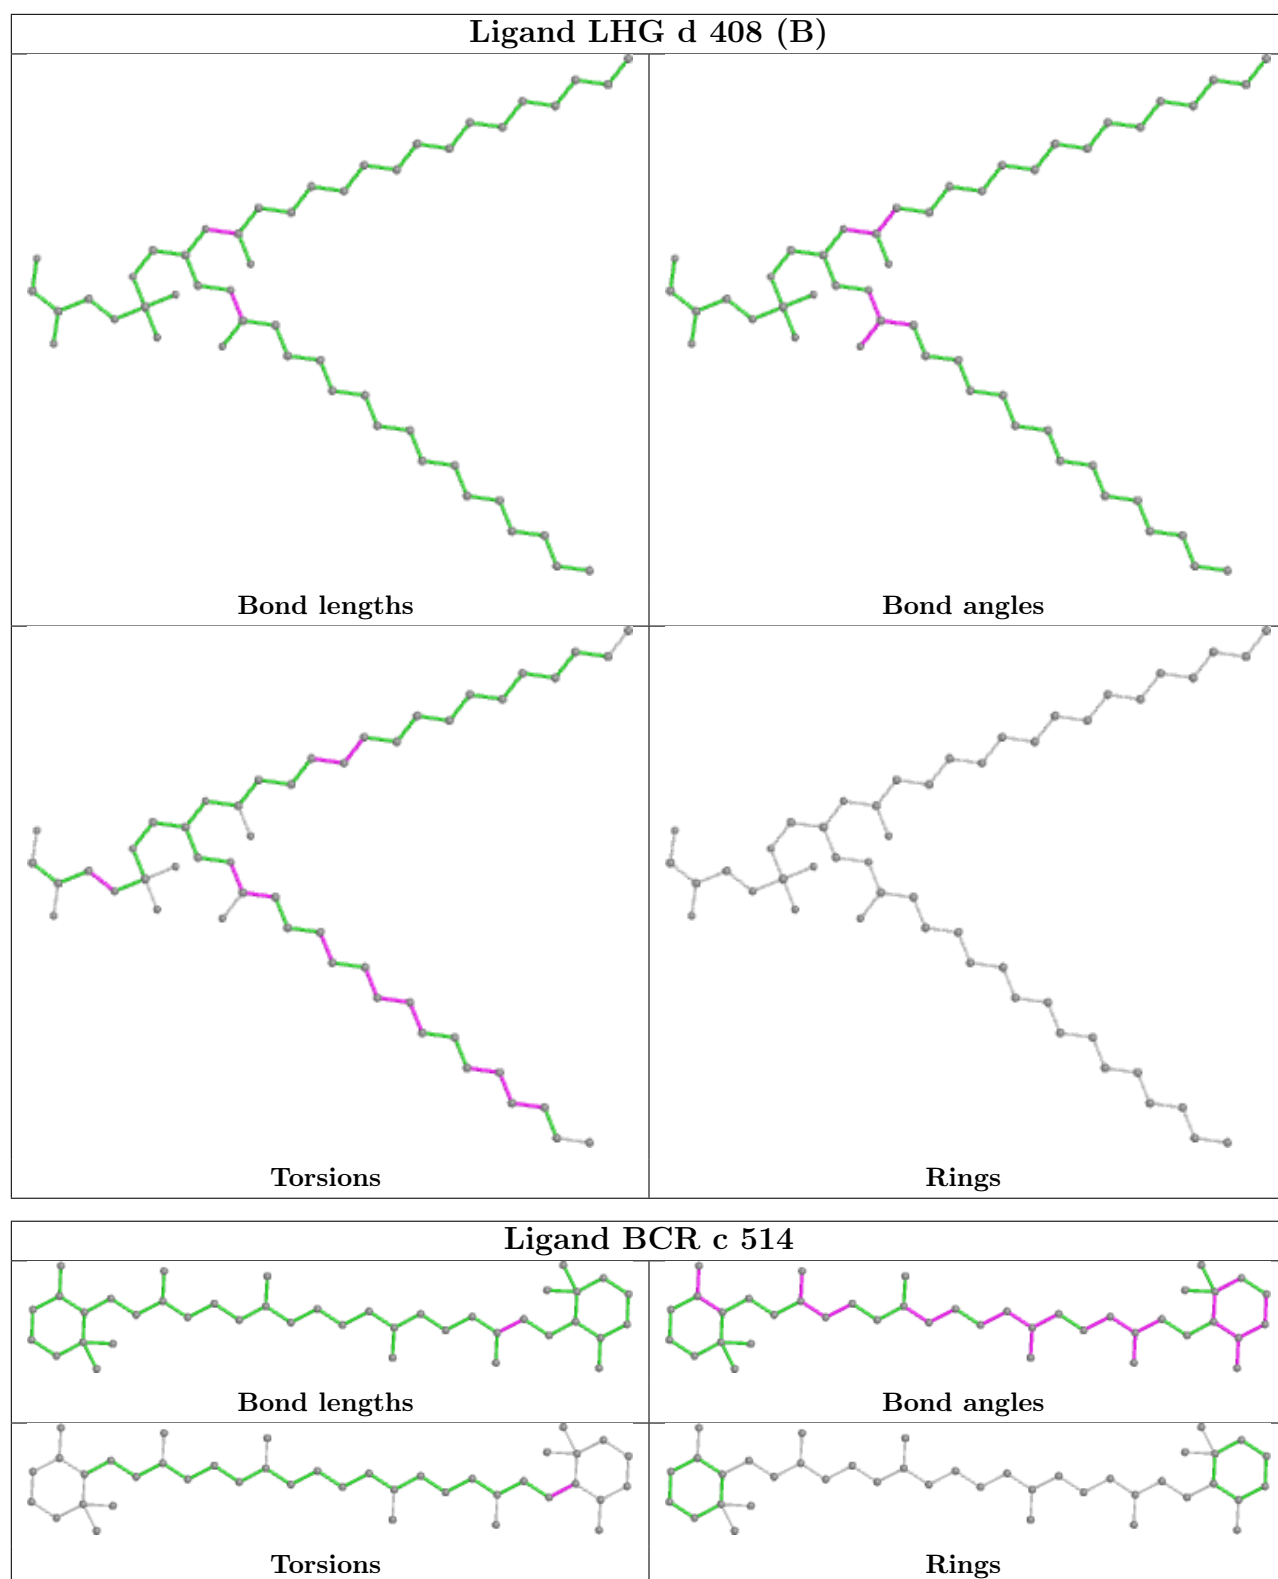 Ligand LHG d 408 (B)
Bond lengths
Bond angles
Torsions
Rings
Ligand BCR c 514
Bond lengths
Bond angles
Torsions
Rings